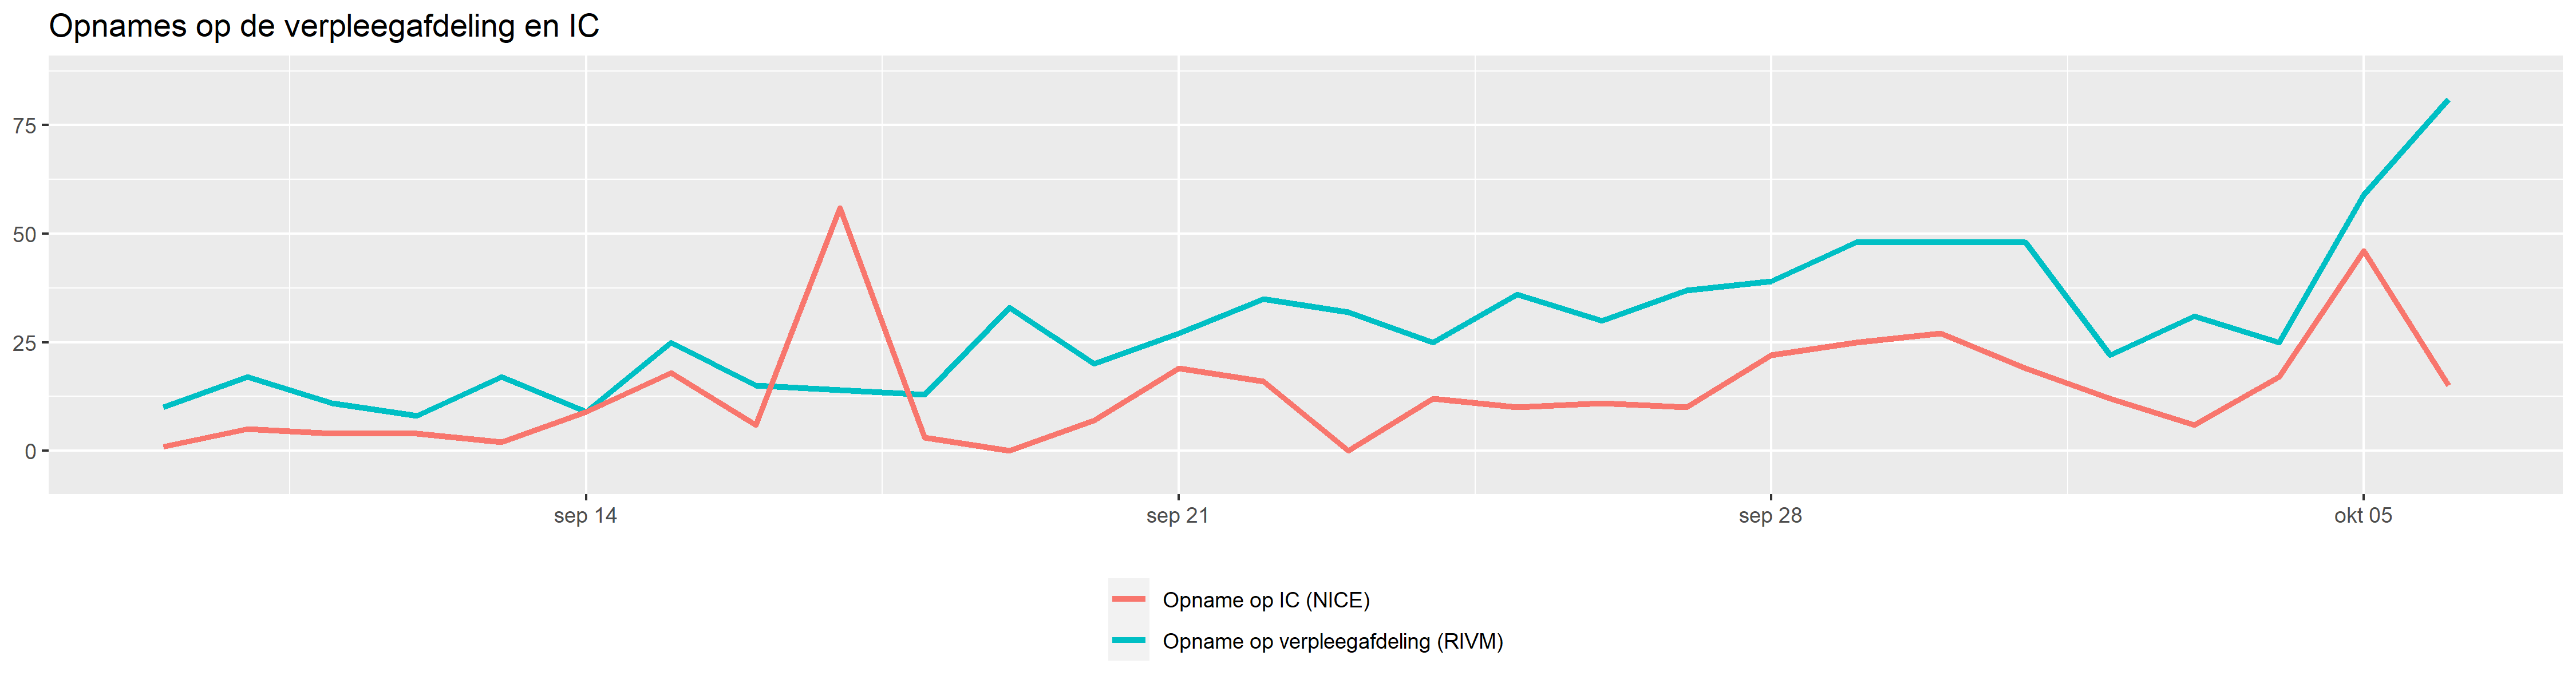 Opnames op de verpleegafdeling en IC
75
50
25
0
sep 14
sep 21
sep 28
okt 05
Opname op IC (NICE)
Opname op verpleegafdeling (RIVM)